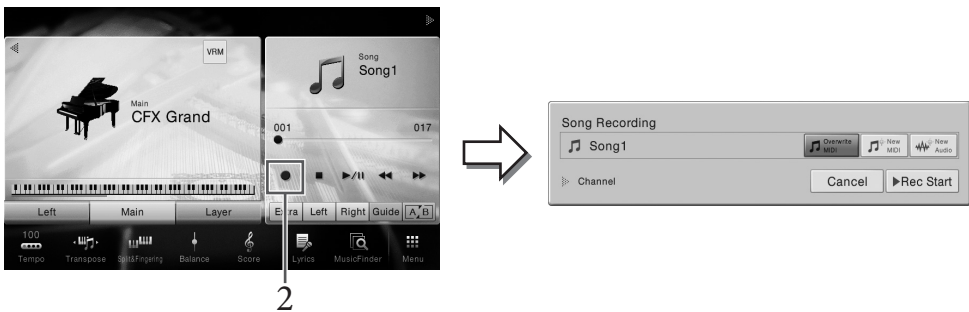 VRM
Main
CFX Grand
Song
Song1
001 017
Left Main Layer
Extra Left Right Guide A B
100
Tempo Transpose Split&Fingering Balance Score Lyrics MusicFinder Menu
2
Song Recording
Song1
Overwrite MIDI
New MIDI
New Audio
Channel
Cancel Rec Start